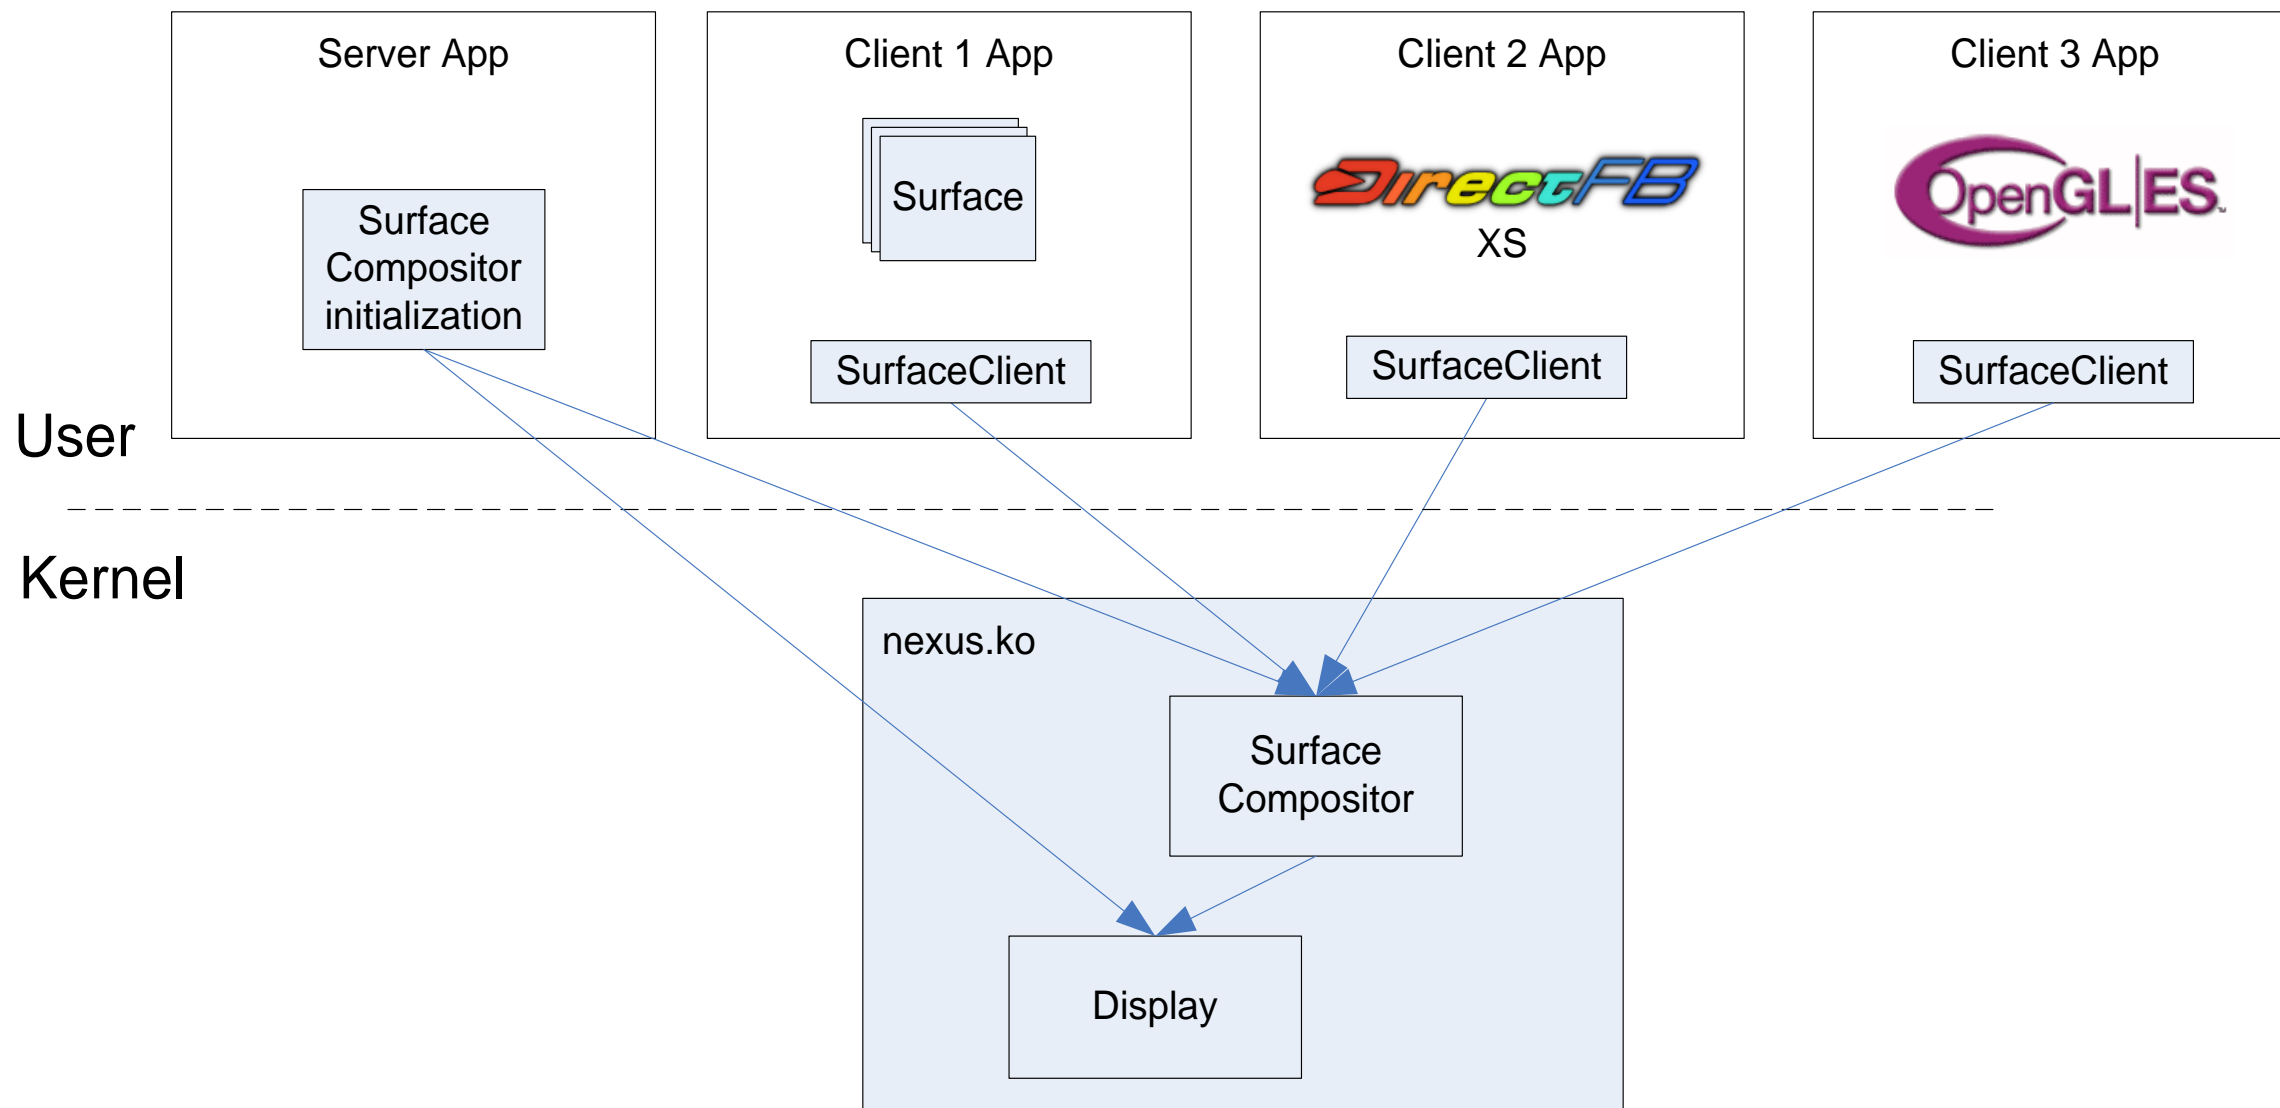 Server App
Surface
Compositor
initialization
Client 1 App
Surface
SurfaceClient
Client 2 App
DirectFB
XS
SurfaceClient
Client 3 App
OpenGL|ES™
SurfaceClient
User
Kernel
nexus.ko
Surface
Compositor
Display